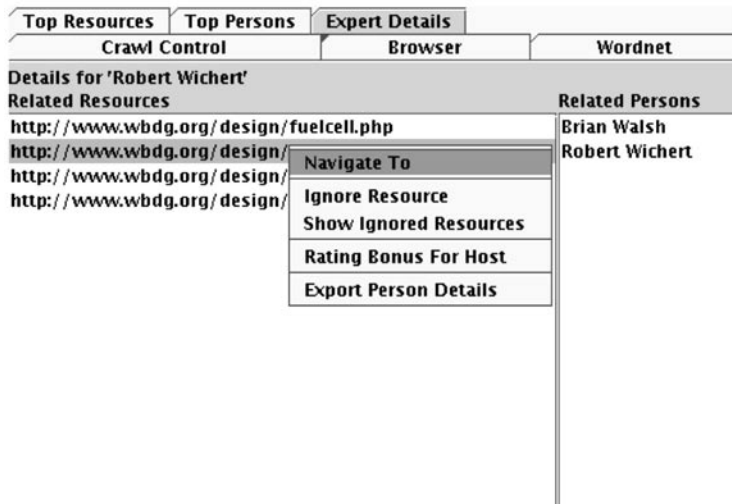 Top Resources Top Persons Expert Details
Crawl Control Browser Wordnet
Details for 'Robert Wichert'
Related Resources Related Persons
http://www.wbdg.org/design/fuelcell.php Brian Walsh
http://www.wbdg.org/design/ Robert Wichert
http://www.wbdg.org/design/
http://www.wbdg.org/design/
Navigate To
Ignore Resource
Show Ignored Resources
Rating Bonus For Host
Export Person Details